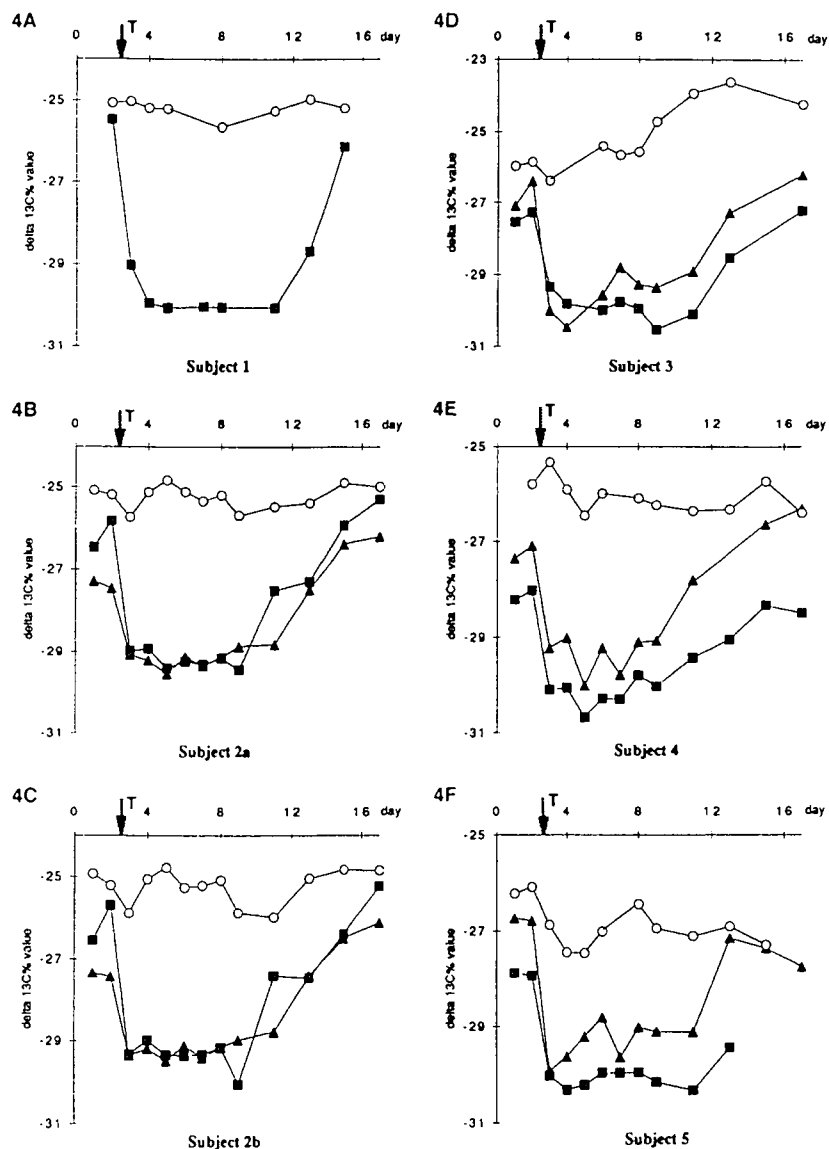 4A
T
0 4 8 12 16 day
-25
-27
-29
-31
delta 13C% value
Subject 1
4B
T
0 4 8 12 16 day
-25
-27
-29
-31
delta 13C% value
Subject 2a
4C
T
0 4 8 12 16 day
-25
-27
-29
-31
delta 13C% value
Subject 2b
4D
T
0 4 8 12 16 day
-23
-25
-27
-29
-31
delta 13C% value
Subject 3
4E
T
0 4 8 12 16 day
-25
-27
-29
-31
delta 13C% value
Subject 4
4F
T
0 4 8 12 16 day
-25
-27
-29
-31
delta 13C% value
Subject 5